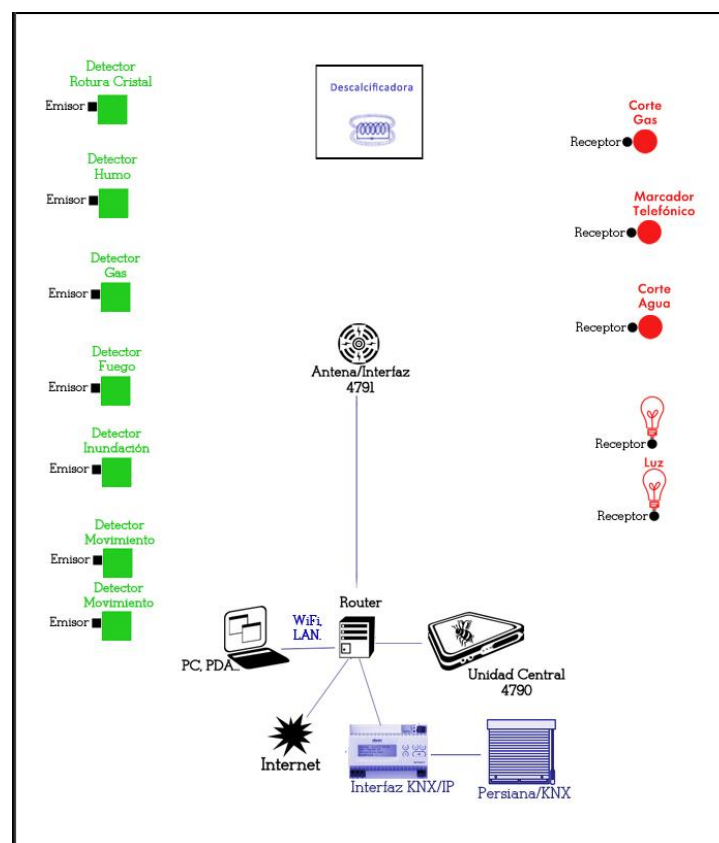 Detector
Rotura Cristal
Emisor
Detector
Humo
Emisor
Detector
Gas
Emisor
Detector
Fuego
Emisor
Detector
Inundación
Emisor
Detector
Movimiento
Emisor
Detector
Movimiento
Emisor
Descalcificadora
Corte
Gas
Receptor
Marcador
Telefónico
Receptor
Corte
Agua
Receptor
Receptor
Luz
Receptor
Antena/Interfaz
4791
Router
WiFi,
LAN.
PC, PDA...
Unidad Central
4790
Internet
Interfaz KNX/IP
Persiana/KNX